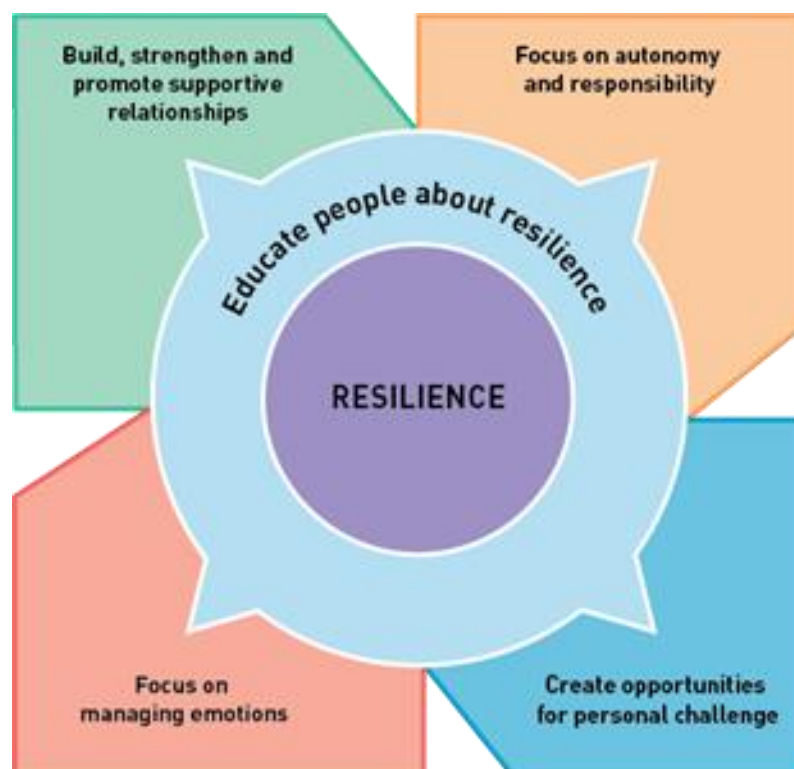 Build, strengthen and
promote supportive
relationships
Focus on autonomy
and responsibility
Educate people about resilience
RESILIENCE
Focus on
managing emotions
Create opportunities
for personal challenge